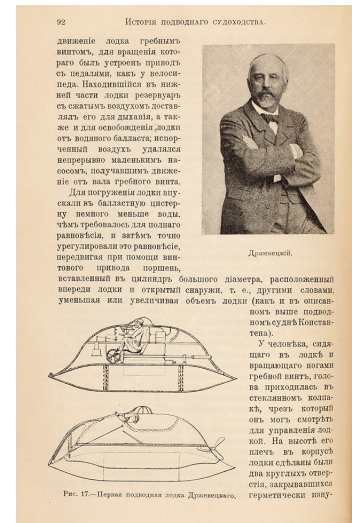 92
Исторія подводнаго судоходства.
движеніе лодка гребнымъ
винтомъ, для вращенія кото-
раго былъ устроенъ приводъ
съ педалями, какъ у велоси-
педа. Находившійся въ ниж-
ней части лодки резервуаръ
съ сжатымъ воздухомъ достав-
лялъ его для дыханія, а так-
же и для освобожденія лодки
отъ водяного балласта; испор-
ченный воздухъ удалялся
непрерывно маленькимъ на-
сосомъ, получавшимъ движе-
ніе отъ вала гребного винта.
Для погруженія лодки впу-
скали въ балластную цистер-
ну немного меньше воды,
чѣмъ требовалось для полнаго
равновѣсія, и затѣмъ точно
урегулировали это равновѣсіе,
передвигая при помощи вин-
тового привода поршень,
Држевецкій.
вставленный въ цилиндръ большого діаметра, расположенный
впереди лодки и открытый снаружи, т. е., другими словами,
уменьшая или увеличивая объемъ лодки (какъ и въ описан-
номъ выше подвод-
номъ суднѣ Констан-
тена).
У человѣка, сидя-
щаго въ лодкѣ и
вращающаго ногами
гребной винтъ, голо-
ва приходилась въ
стеклянномъ колпа-
кѣ, чрезъ который
онъ могъ смотрѣть
для управленія лод-
кой. На высотѣ его
плечъ въ корпусѣ
лодки сдѣланы были
два круглыхъ отвер-
стія, закрывавшихся
герметически изну-
Рис. 17.—Первая подводная лодка Држевецкаго.